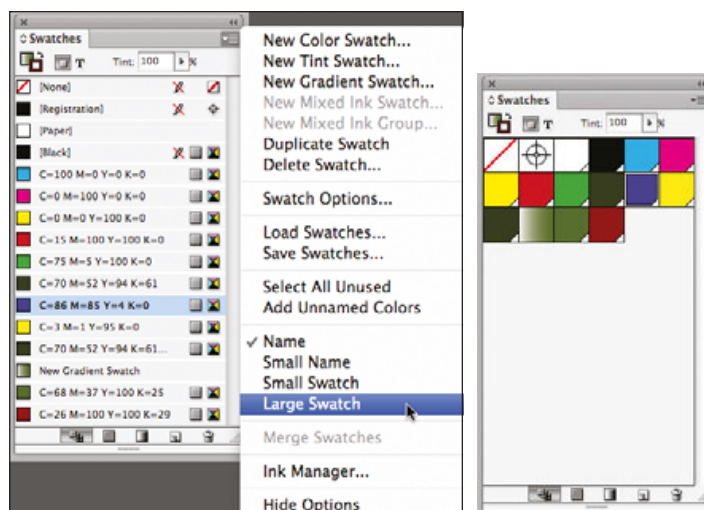 Swatches
T Tint: 100 %
[None]
[Registration]
[Paper]
[Black]
C=100 M=0 Y=0 K=0
C=0 M=100 Y=0 K=0
C=0 M=0 Y=100 K=0
C=15 M=100 Y=100 K=0
C=75 M=5 Y=100 K=0
C=70 M=52 Y=94 K=61
C=86 M=85 Y=4 K=0
C=3 M=1 Y=95 K=0
C=70 M=52 Y=94 K=61...
New Gradient Swatch
C=68 M=37 Y=100 K=25
C=26 M=100 Y=100 K=29
New Color Swatch...
New Tint Swatch...
New Gradient Swatch...
New Mixed Ink Swatch...
New Mixed Ink Group...
Duplicate Swatch
Delete Swatch...
Swatch Options...
Load Swatches...
Save Swatches...
Select All Unused
Add Unnamed Colors
✓ Name
Small Name
Small Swatch
Large Swatch
Merge Swatches
Ink Manager...
Hide Options
Swatches
T Tint: 100 %